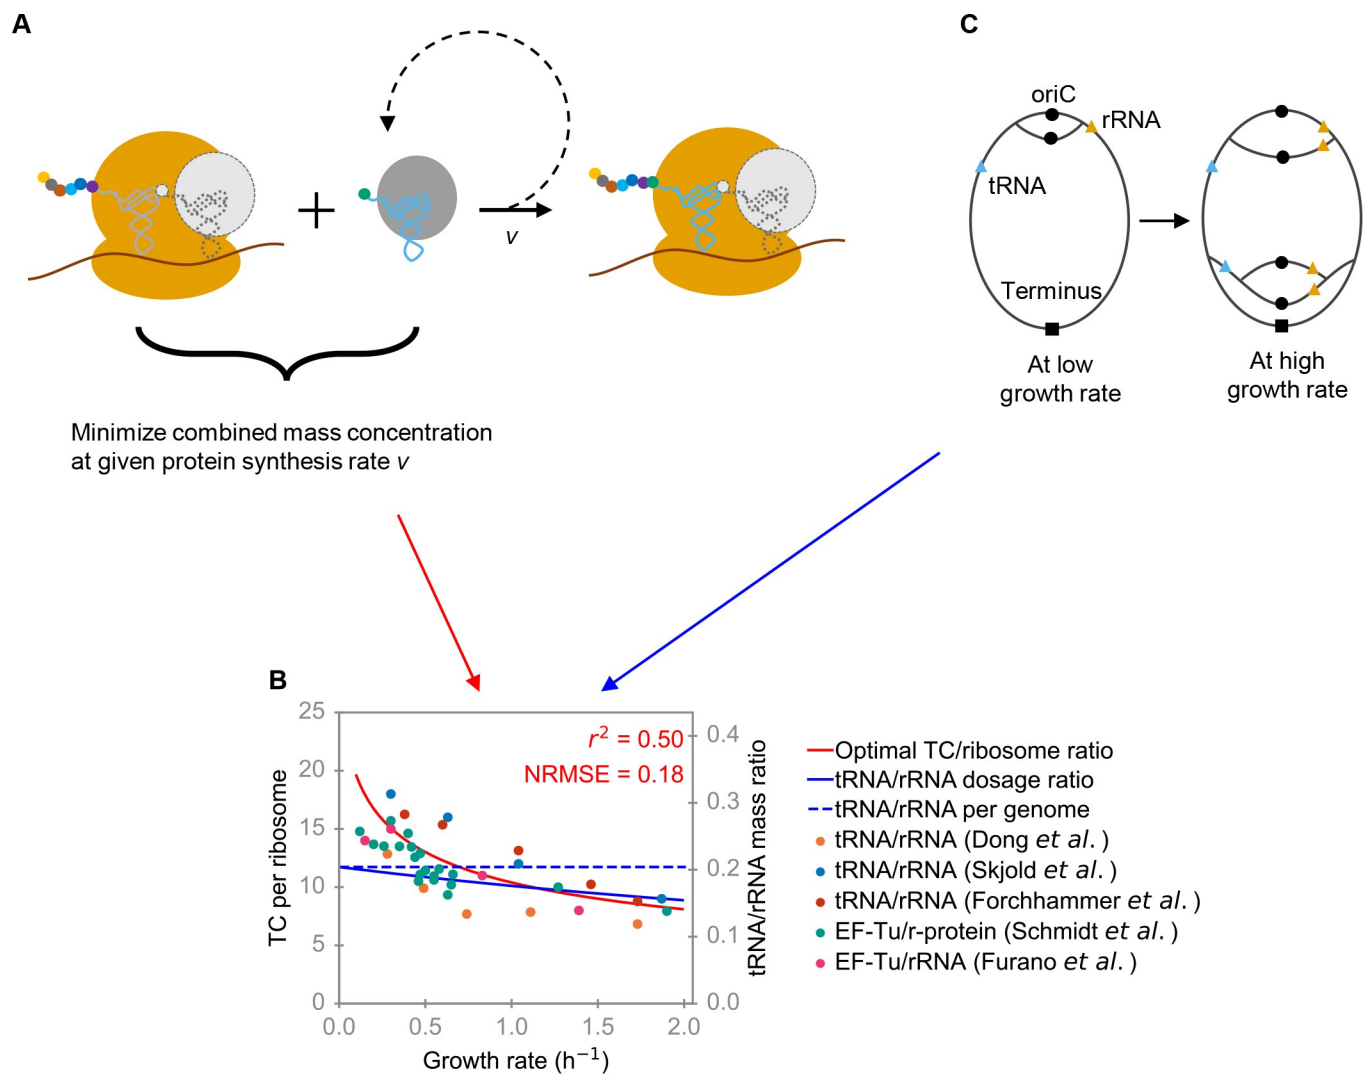 A
v
Minimize combined mass concentration
at given protein synthesis rate v
C
oriC
rRNA
tRNA
Terminus
At low
growth rate
At high
growth rate
B
TC per ribosome
25
20
15
10
5
0
r² = 0.50
NRMSE = 0.18
0.4
0.3
0.2
0.1
0.0
tRNA/rRNA mass ratio
0.0 0.5 1.0 1.5 2.0
Growth rate (h⁻¹)
Optimal TC/ribosome ratio
tRNA/rRNA dosage ratio
tRNA/rRNA per genome
tRNA/rRNA (Dong et al. )
tRNA/rRNA (Skjold et al. )
tRNA/rRNA (Forchhammer et al. )
EF-Tu/r-protein (Schmidt et al. )
EF-Tu/rRNA (Furano et al. )